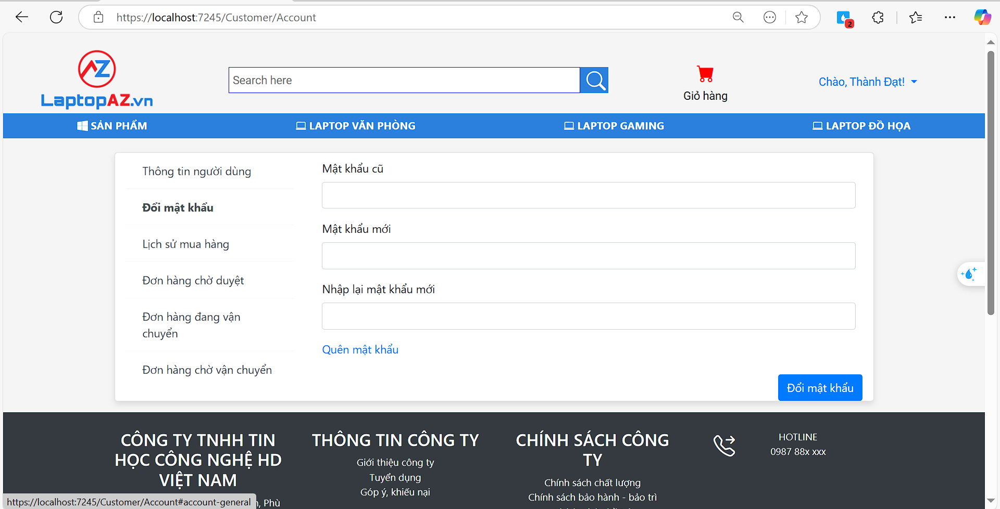 https://localhost:7245/Customer/Account
2
AZ
LaptopAZ.vn
Search here
Giỏ hàng
Chào, Thành Đạt!
SẢN PHẨM
LAPTOP VĂN PHÒNG
LAPTOP GAMING
LAPTOP ĐỒ HỌA
Thông tin người dùng
Đổi mật khẩu
Lịch sử mua hàng
Đơn hàng chờ duyệt
Đơn hàng đang vận
chuyển
Đơn hàng chờ vận chuyển
Mật khẩu cũ
Mật khẩu mới
Nhập lại mật khẩu mới
Quên mật khẩu
Đổi mật khẩu
CÔNG TY TNHH TIN
HỌC CÔNG NGHỆ HD
VIỆT NAM
THÔNG TIN CÔNG TY
Giới thiệu công ty
Tuyển dụng
Góp ý, khiếu nại
CHÍNH SÁCH CÔNG
TY
Chính sách chất lượng
Chính sách bảo hành - bảo trì
HOTLINE
0987 88x xxx
https://localhost:7245/Customer/Account#account-general
, Phù